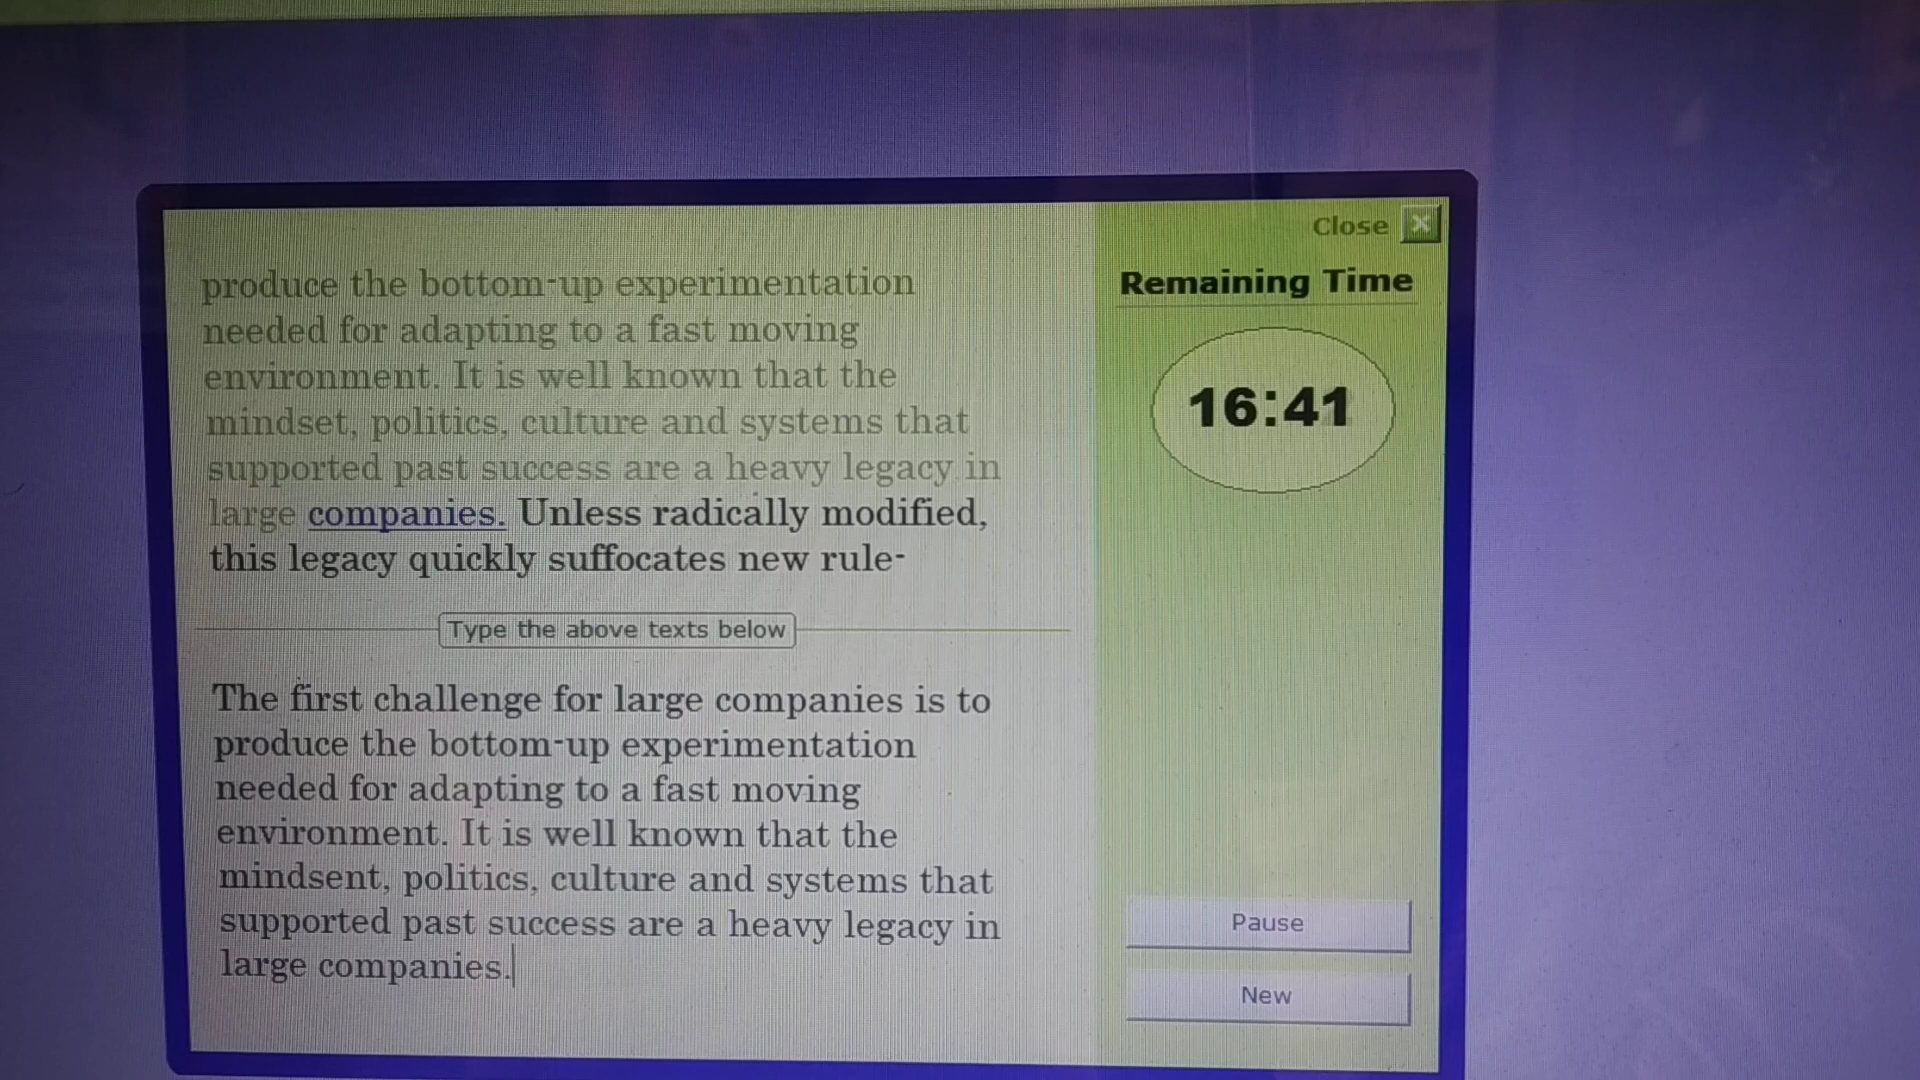 Close
Remaining Time
16:41
produce the bottom-up experimentation
needed for adapting to a fast moving
environment. It is well known that the
mindset, politics, culture and systems that
supported past success are a heavy legacy in
large companies. Unless radically modified,
this legacy quickly suffocates new rule-
Type the above texts below
The first challenge for large companies is to
produce the bottom-up experimentation
needed for adapting to a fast moving
environment. It is well known that the
mindsent, politics, culture and systems that
supported past success are a heavy legacy in
large companies.
Pause
New